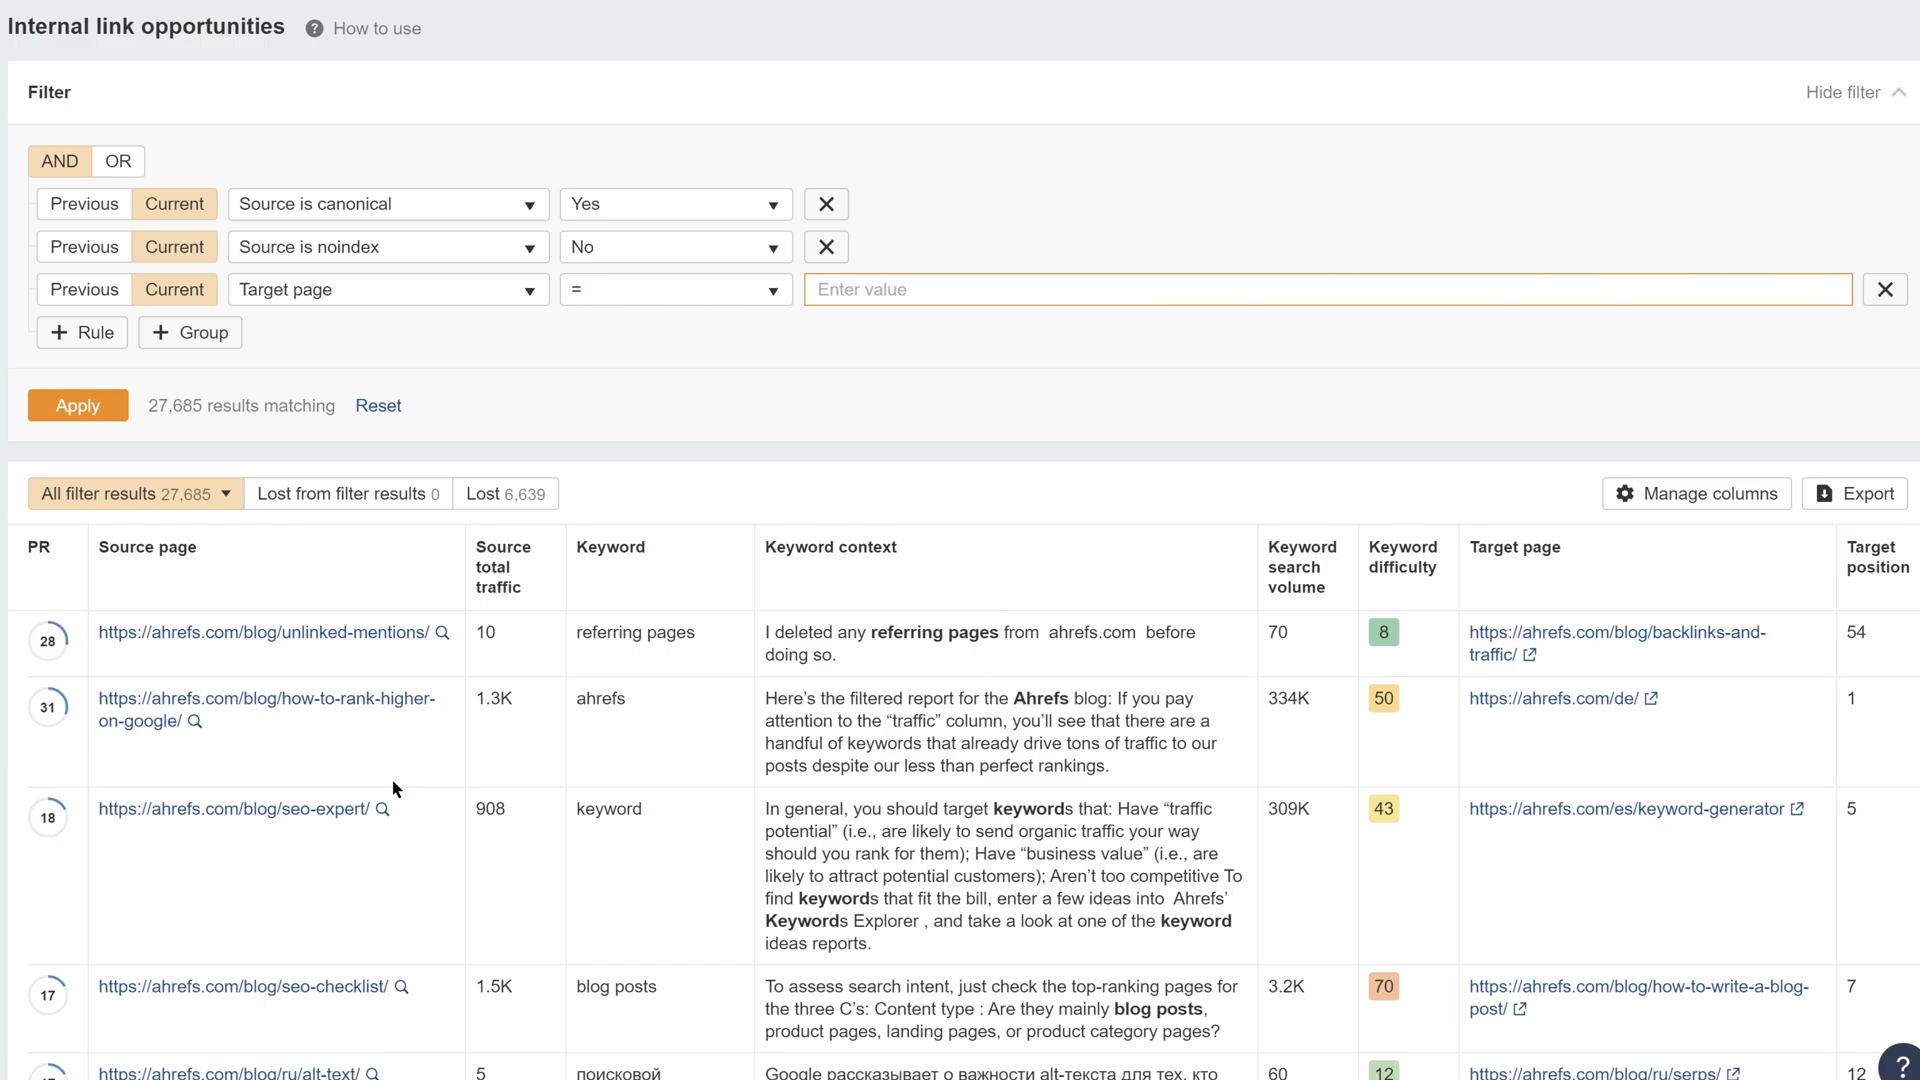 Internal link opportunities ? How to use
Filter Hide filter
AND OR
Previous Current Source is canonical Yes
Previous Current Source is noindex No
Previous Current Target page = Enter value
+ Rule + Group
Apply 27,685 results matching Reset
All filter results 27,685 Lost from filter results 0 Lost 6,639 Manage columns Export
PR Source page Source total traffic Keyword Keyword context Keyword search volume Keyword difficulty Target page Target position
28 https://ahrefs.com/blog/unlinked-mentions/ 10 referring pages I deleted any referring pages from ahrefs.com before 70 8 https://ahrefs.com/blog/backlinks-and- 54
doing so. traffic/
31 https://ahrefs.com/blog/how-to-rank-higher- 1.3K ahrefs Here's the filtered report for the Ahrefs blog: If you pay 334K 50 https://ahrefs.com/de/ 1
on-google/ attention to the “traffic” column, you'll see that there are a
handful of keywords that already drive tons of traffic to our
posts despite our less than perfect rankings.
18 https://ahrefs.com/blog/seo-expert/ 908 keyword In general, you should target keywords that: Have “traffic 309K 43 https://ahrefs.com/es/keyword-generator 5
potential” (i.e., are likely to send organic traffic your way
should you rank for them); Have “business value” (i.e., are
likely to attract potential customers); Aren't too competitive To
find keywords that fit the bill, enter a few ideas into Ahrefs'
Keywords Explorer , and take a look at one of the keyword
ideas reports.
17 https://ahrefs.com/blog/seo-checklist/ 1.5K blog posts To assess search intent, just check the top-ranking pages for 3.2K 70 https://ahrefs.com/blog/how-to-write-a-blog- 7
the three C's: Content type : Are they mainly blog posts, post/
product pages, landing pages, or product category pages?
https://ahrefs.com/blog/ru/alt-text/ 5 поисковой Google рассказывает о важности alt-текста для тех, кто 60 12 https://ahrefs.com/blog/ru/serps/ 12
?